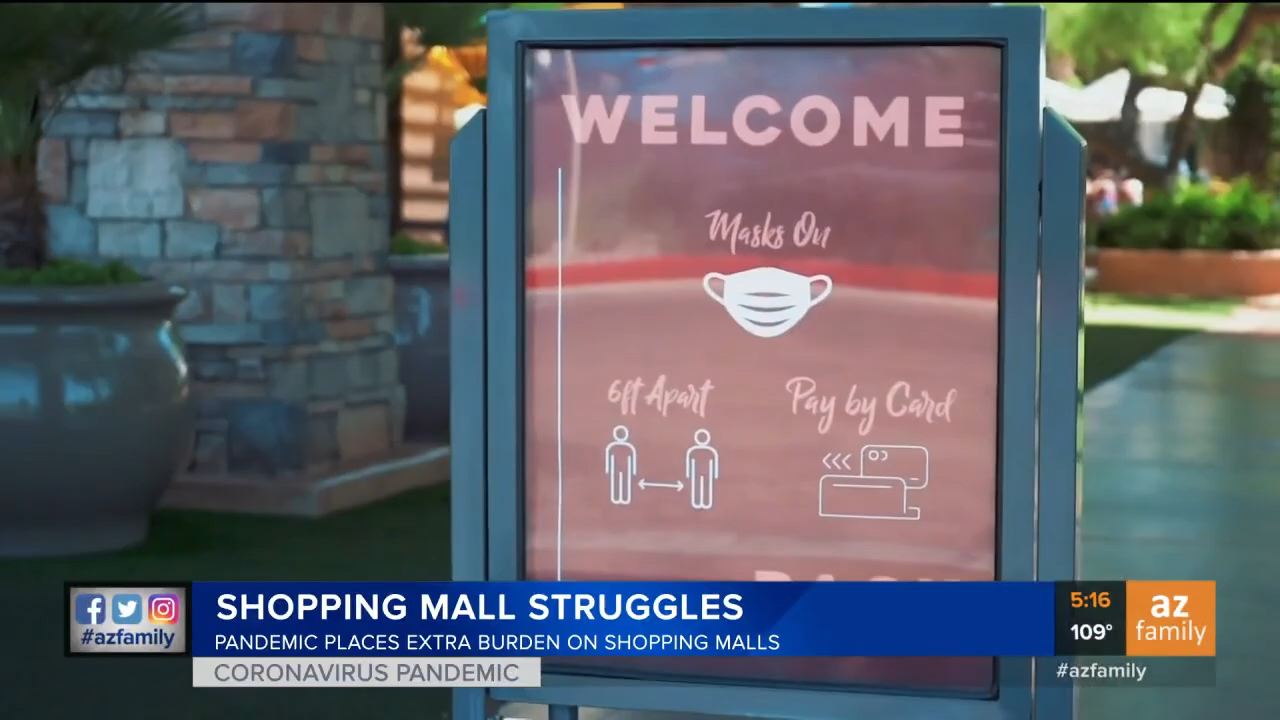 WELCOME
Masks On
6ft Apart
Pay by Card
SHOPPING MALL STRUGGLES
PANDEMIC PLACES EXTRA BURDEN ON SHOPPING MALLS
CORONAVIRUS PANDEMIC
#azfamily
5:16
109°
az
family
#azfamily